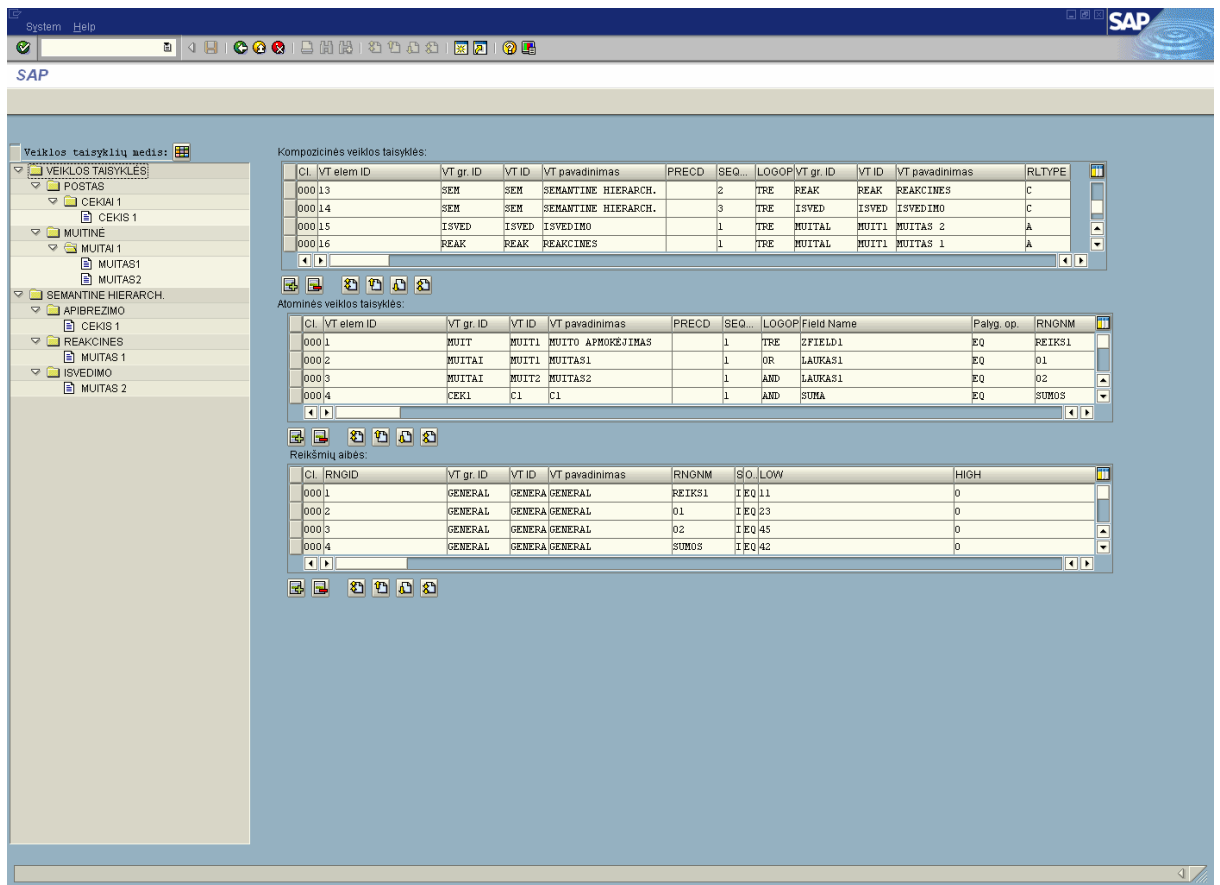 System Help
SAP
SAP
Veiklos taisyklių medis:
VEIKLOS TAISYKLĖS
POSTAS
CEKIAI 1
CEKIS 1
MUITINĖ
MUITAI 1
MUITAS1
MUITAS2
SEMANTINE HIERARCH.
APIBREZIMO
CEKIS 1
REAKCINES
MUITAS 1
ISVEDIMO
MUITAS 2
Kompozicinės veiklos taisyklės:
Cl. VT elem ID VT gr. ID VT ID VT pavadinimas PRECD SEQ... LOGOP VT gr. ID VT ID VT pavadinimas RLTYPE
000 13 SEM SEM SEMANTINE HIERARCH. 2 TRE REAK REAK REAKCINES C
000 14 SEM SEM SEMANTINE HIERARCH. 3 TRE ISVED ISVED ISVEDIMO C
000 15 ISVED ISVED ISVEDIMO 1 TRE MUITAL MUIT1 MUITAS 2 A
000 16 REAK REAK REAKCINES 1 TRE MUITAL MUIT1 MUITAS 1 A
Atominės veiklos taisyklės:
Cl. VT elem ID VT gr. ID VT ID VT pavadinimas PRECD SEQ... LOGOP Field Name Palyg. op. RNGNM
000 1 MUIT MUIT1 MUITO APMOKĖJIMAS 1 TRE ZFIELD1 EQ REIKS1
000 2 MUITAI MUIT1 MUITAS1 1 OR LAUKAS1 EQ 01
000 3 MUITAI MUIT2 MUITAS2 1 AND LAUKAS1 EQ 02
000 4 CEK1 C1 C1 1 AND SUMA EQ SUMOS
Reikšmių aibės:
Cl. RNGID VT gr. ID VT ID VT pavadinimas RNGNM S O.. LOW HIGH
000 1 GENERAL GENERA GENERAL REIKS1 I EQ 11 0
000 2 GENERAL GENERA GENERAL 01 I EQ 23 0
000 3 GENERAL GENERA GENERAL 02 I EQ 45 0
000 4 GENERAL GENERA GENERAL SUMOS I EQ 42 0